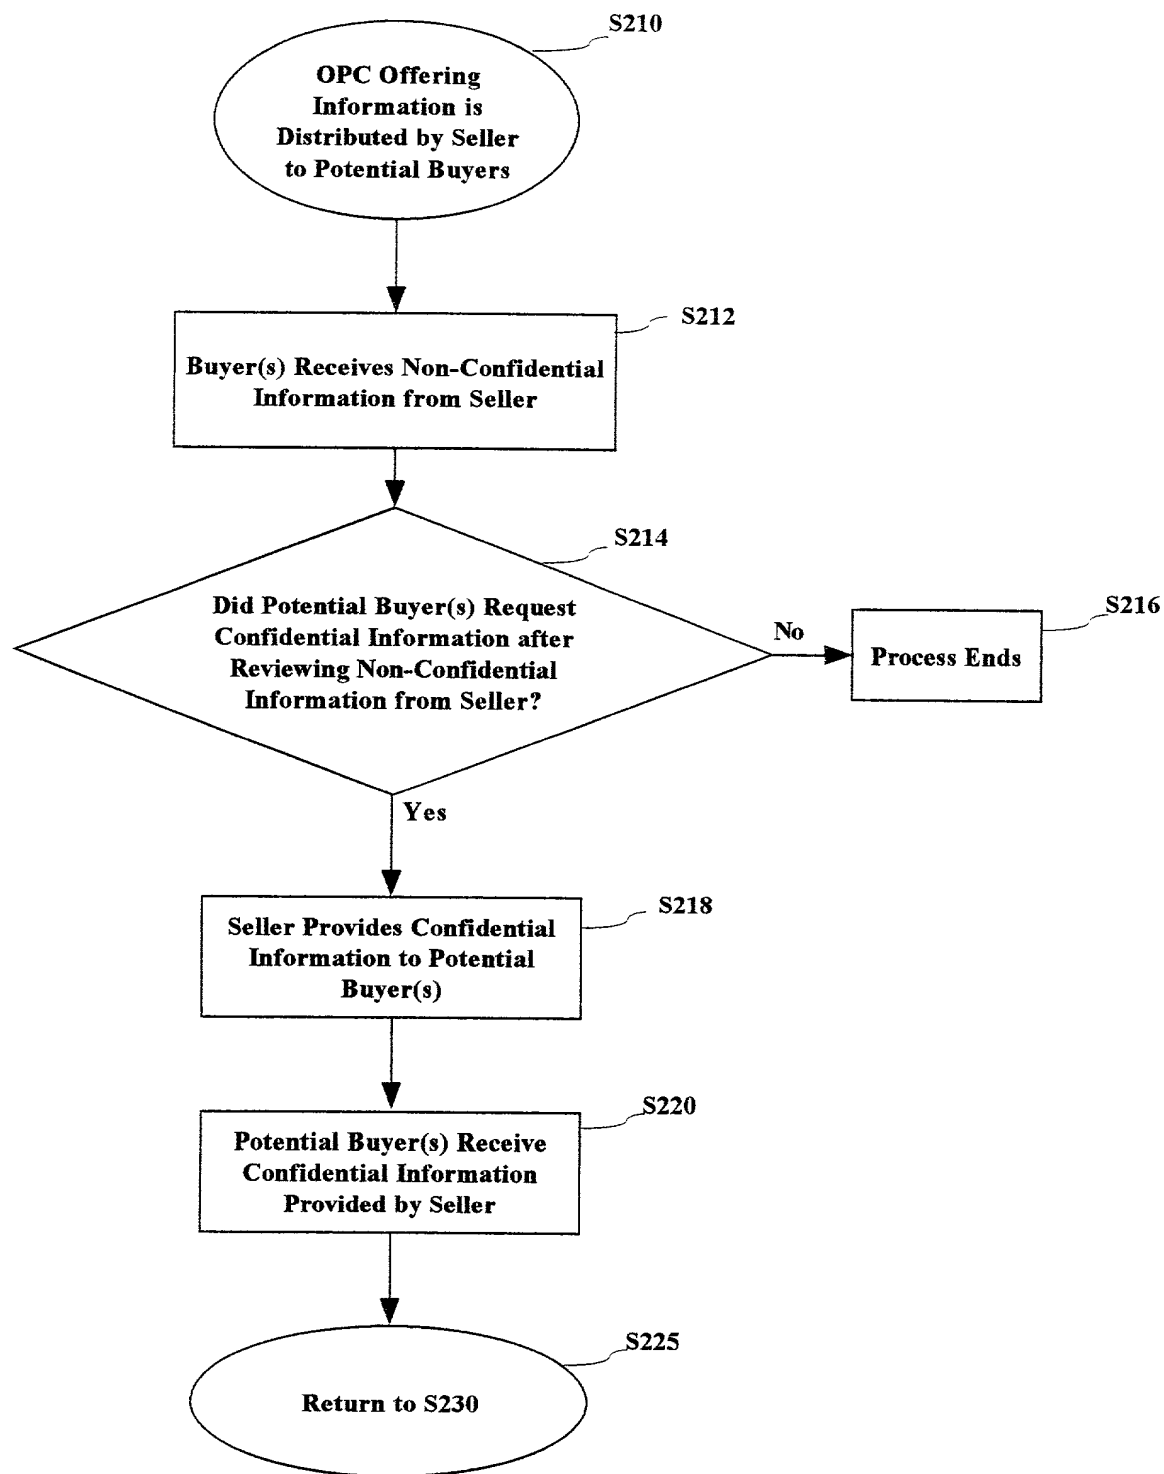 S210
OPC Offering
Information is
Distributed by Seller
to Potential Buyers
S212
Buyer(s) Receives Non-Confidential
Information from Seller
S214
Did Potential Buyer(s) Request
Confidential Information after
Reviewing Non-Confidential
Information from Seller?
No
S216
Process Ends
Yes
S218
Seller Provides Confidential
Information to Potential
Buyer(s)
S220
Potential Buyer(s) Receive
Confidential Information
Provided by Seller
S225
Return to S230